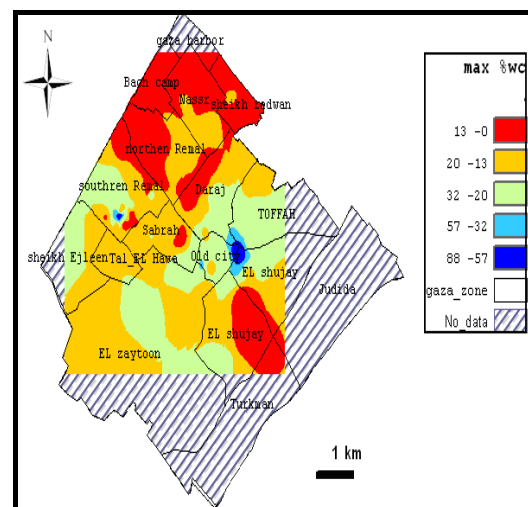 N
gaza harbor
Bach camp
Nassr
sheikh redwan
northen Remal
southren Remal
Daraj
TOFFAH
Sabrah
sheikh Ejleen
Tal_EL Hawa
Old city
EL shujay
Judida
EL shujay
EL zaytoon
Turkman
1 km
max %wc
13 -0
20 -13
32 -20
57 -32
88 -57
gaza_zone
No_data